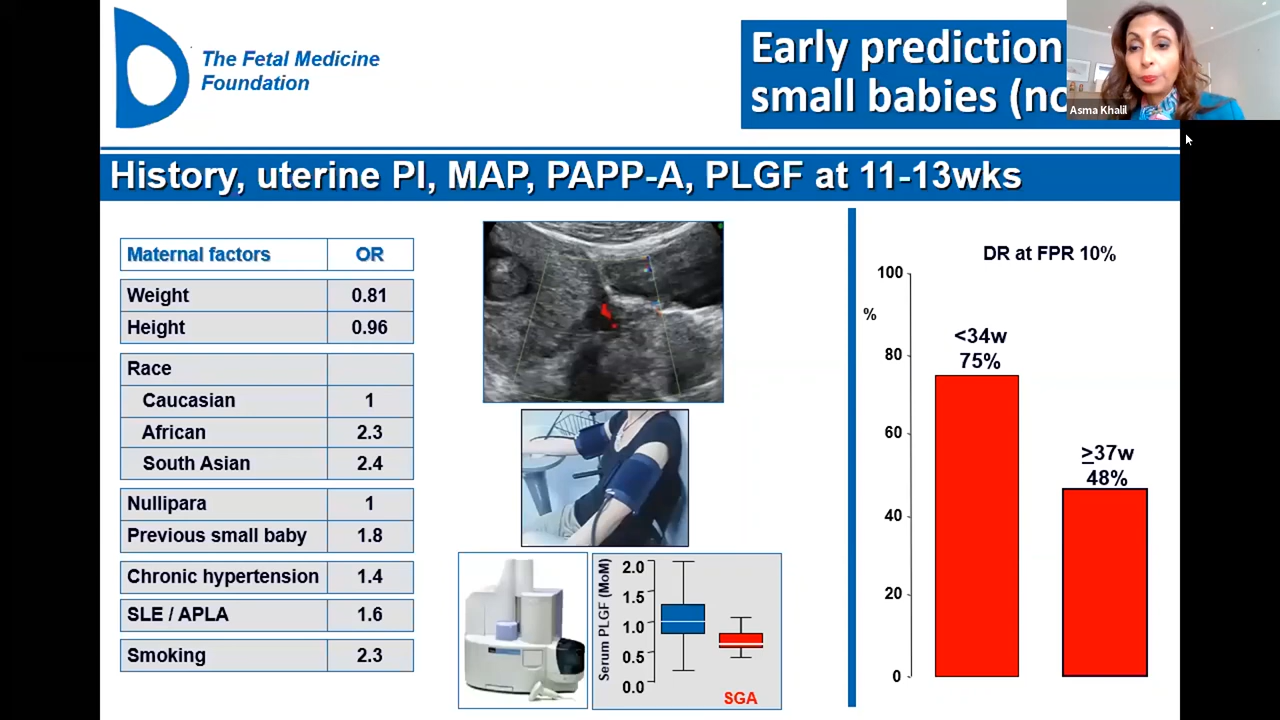 The Fetal Medicine
Foundation
Early prediction
small babies (no
Asma Khalil
History, uterine PI, MAP, PAPP-A, PLGF at 11-13wks
Maternal factors OR
Weight 0.81
Height 0.96
Race
Caucasian 1
African 2.3
South Asian 2.4
Nullipara 1
Previous small baby 1.8
Chronic hypertension 1.4
SLE / APLA 1.6
Smoking 2.3
Serum PLGF (MoM)
2.0
1.5
1.0
0.5
0.0
SGA
DR at FPR 10%
100
%
80
60
40
20
0
<34w
75%
≥37w
48%